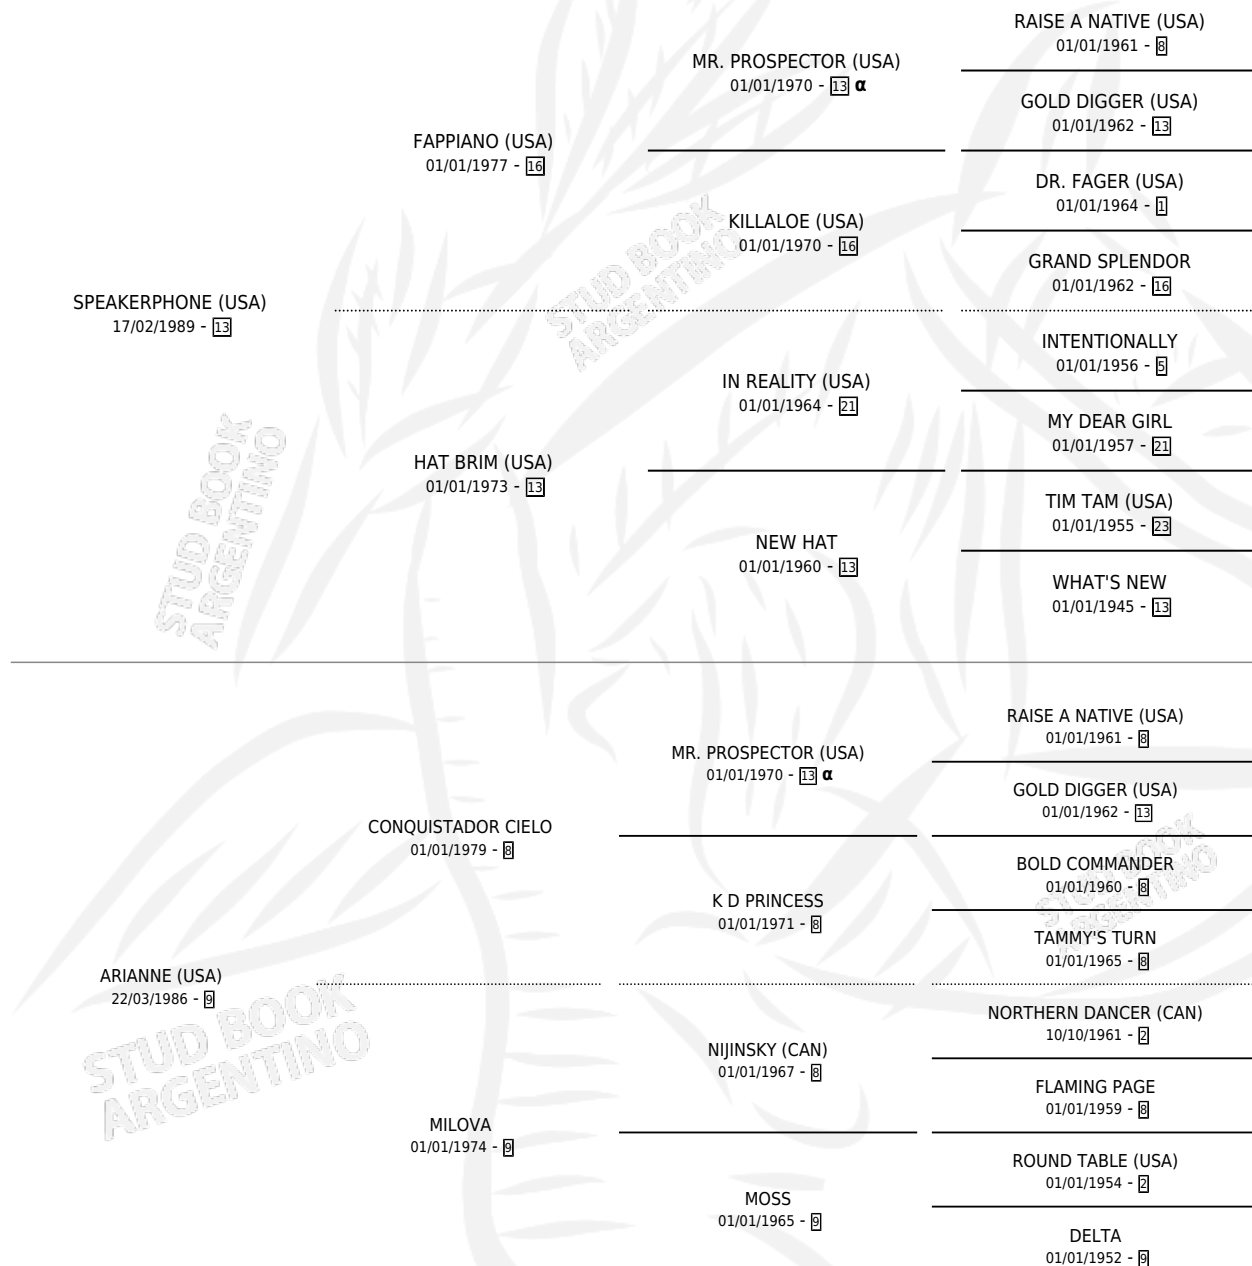 RAISE A NATIVE (USA)
01/01/1961 - 8
MR. PROSPECTOR (USA)
01/01/1970 - 13 α
GOLD DIGGER (USA)
01/01/1962 - 13
FAPPIANO (USA)
01/01/1977 - 16
DR. FAGER (USA)
01/01/1964 - 1
KILLALOE (USA)
01/01/1970 - 16
GRAND SPLENDOR
01/01/1962 - 16
SPEAKERPHONE (USA)
17/02/1989 - 13
INTENTIONALLY
01/01/1956 - 5
IN REALITY (USA)
01/01/1964 - 21
MY DEAR GIRL
01/01/1957 - 21
HAT BRIM (USA)
01/01/1973 - 13
TIM TAM (USA)
01/01/1955 - 23
NEW HAT
01/01/1960 - 13
WHAT'S NEW
01/01/1945 - 13
STUD BOOK
ARGENTINO
STUD BOOK
ARGENTINO
RAISE A NATIVE (USA)
01/01/1961 - 8
MR. PROSPECTOR (USA)
01/01/1970 - 13 α
GOLD DIGGER (USA)
01/01/1962 - 13
CONQUISTADOR CIELO
01/01/1979 - 8
BOLD COMMANDER
01/01/1960 - 8
K D PRINCESS
01/01/1971 - 8
TAMMY'S TURN
01/01/1965 - 8
ARIANNE (USA)
22/03/1986 - 9
NORTHERN DANCER (CAN)
10/10/1961 - 2
NIJINSKY (CAN)
01/01/1967 - 8
FLAMING PAGE
01/01/1959 - 8
MILOVA
01/01/1974 - 9
ROUND TABLE (USA)
01/01/1954 - 2
MOSS
01/01/1965 - 9
DELTA
01/01/1952 - 9
STUD BOOK
ARGENTINO
STUD BOOK
ARGENTINO